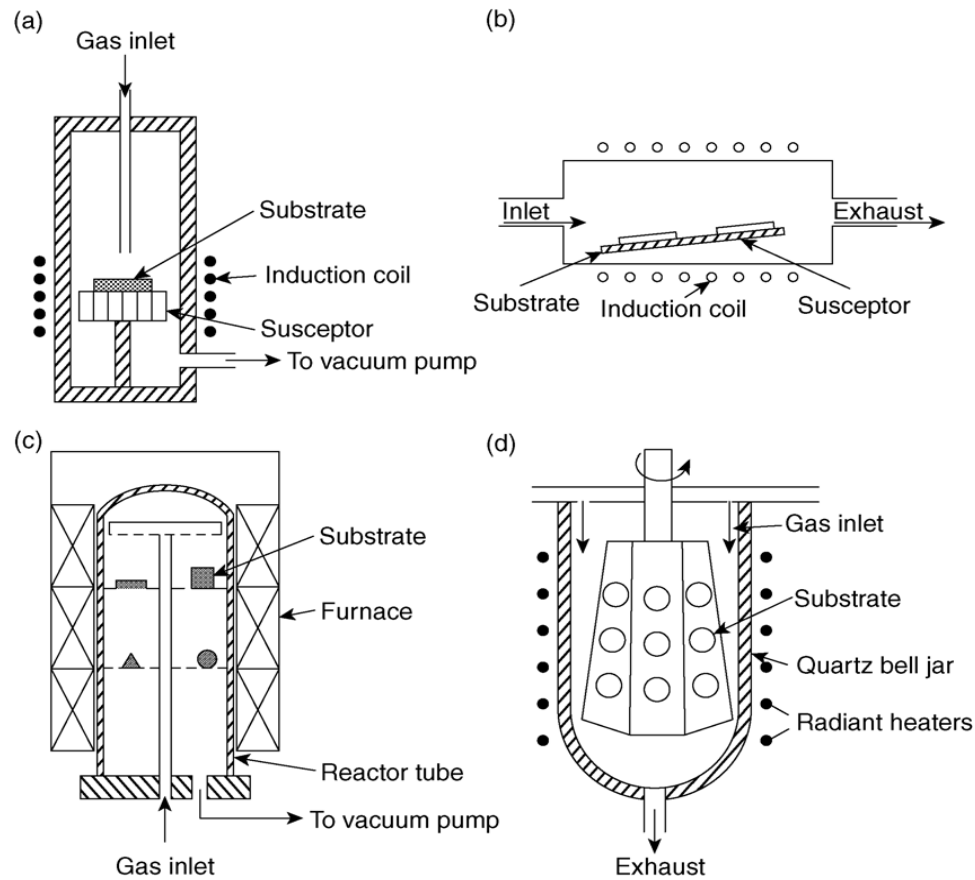 (a)
Gas inlet
Substrate
Induction coil
Susceptor
To vacuum pump
(b)
Inlet
Exhaust
Substrate
Induction coil
Susceptor
(c)
Substrate
Furnace
Reactor tube
To vacuum pump
Gas inlet
(d)
Gas inlet
Substrate
Quartz bell jar
Radiant heaters
Exhaust